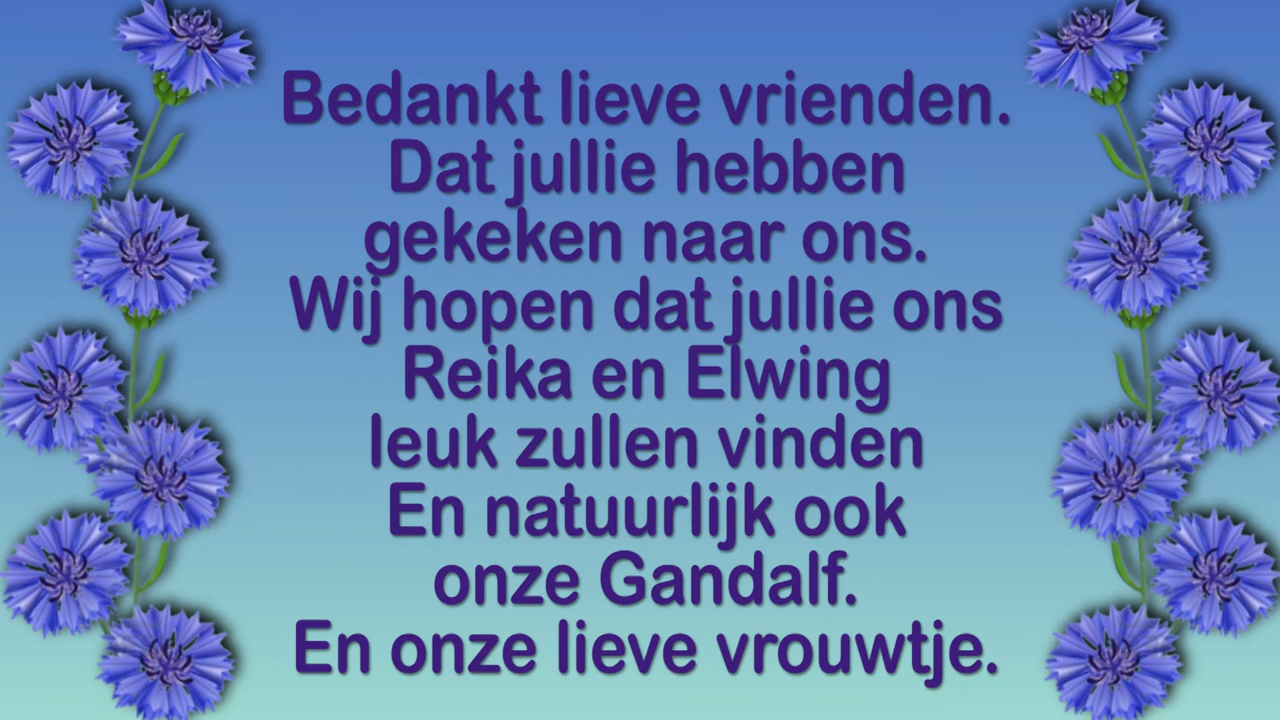 Bedankt lieve vrienden.
Dat jullie hebben
gekeken naar ons.
Wij hopen dat jullie ons
Reika en Elwing
leuk zullen vinden
En natuurlijk ook
onze Gandalf.
En onze lieve vrouwtje.